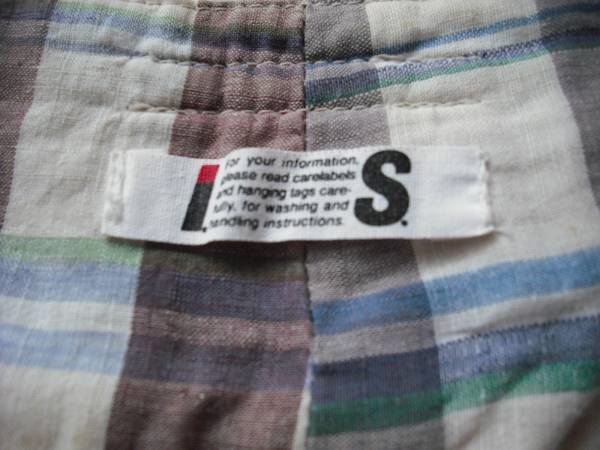 I. S.
For your information,
please read carelabels
and hanging tags care-
fully, for washing and
handling instructions.